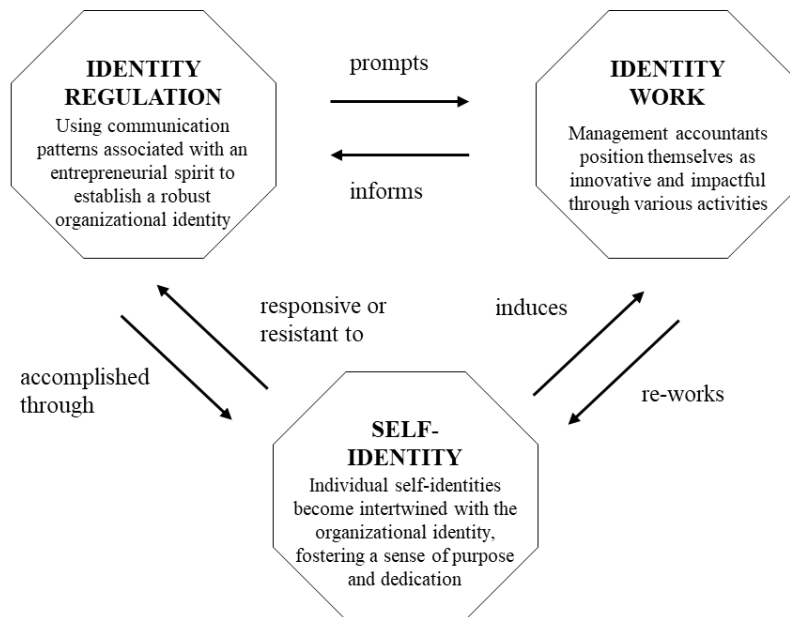 IDENTITY
REGULATION
Using communication
patterns associated with an
entrepreneurial spirit to
establish a robust
organizational identity
prompts
informs
IDENTITY
WORK
Management accountants
position themselves as
innovative and impactful
through various activities
accomplished
through
responsive or
resistant to
induces
re-works
SELF-
IDENTITY
Individual self-identities
become intertwined with the
organizational identity,
fostering a sense of purpose
and dedication